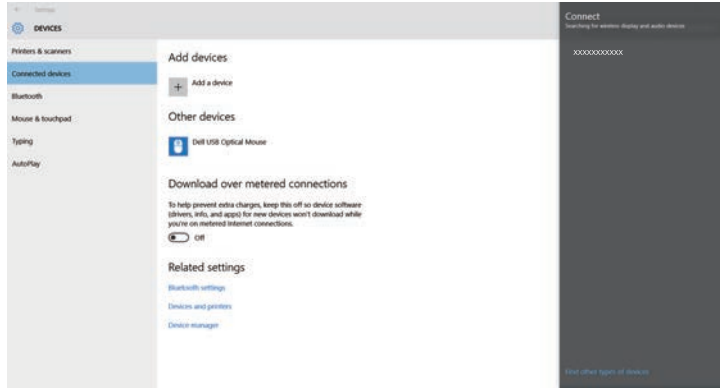 Settings
DEVICES
Printers & scanners
Connected devices
Bluetooth
Mouse & touchpad
Typing
AutoPlay
Add devices
Add a device
Other devices
Dell USB Optical Mouse
Download over metered connections
To help prevent extra charges, keep this off so device software
(drivers, info, and apps) for new devices won't download while
you're on metered Internet connections.
Off
Related settings
Bluetooth settings
Devices and printers
Device manager
Connect
Searching for wireless display and audio devices
xxxxxxxxxxx
Find other types of devices